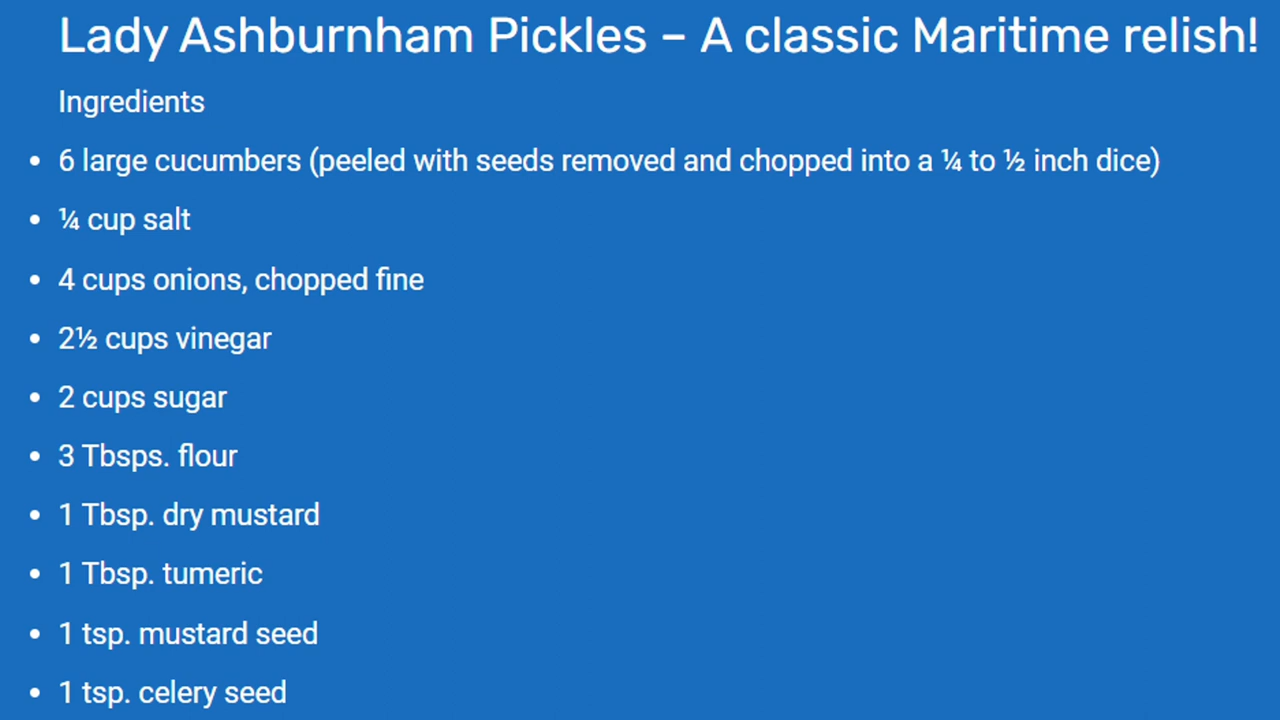 Lady Ashburnham Pickles – A classic Maritime relish!
Ingredients
• 6 large cucumbers (peeled with seeds removed and chopped into a ¼ to ½ inch dice)
• ¼ cup salt
• 4 cups onions, chopped fine
• 2½ cups vinegar
• 2 cups sugar
• 3 Tbsps. flour
• 1 Tbsp. dry mustard
• 1 Tbsp. tumeric
• 1 tsp. mustard seed
• 1 tsp. celery seed